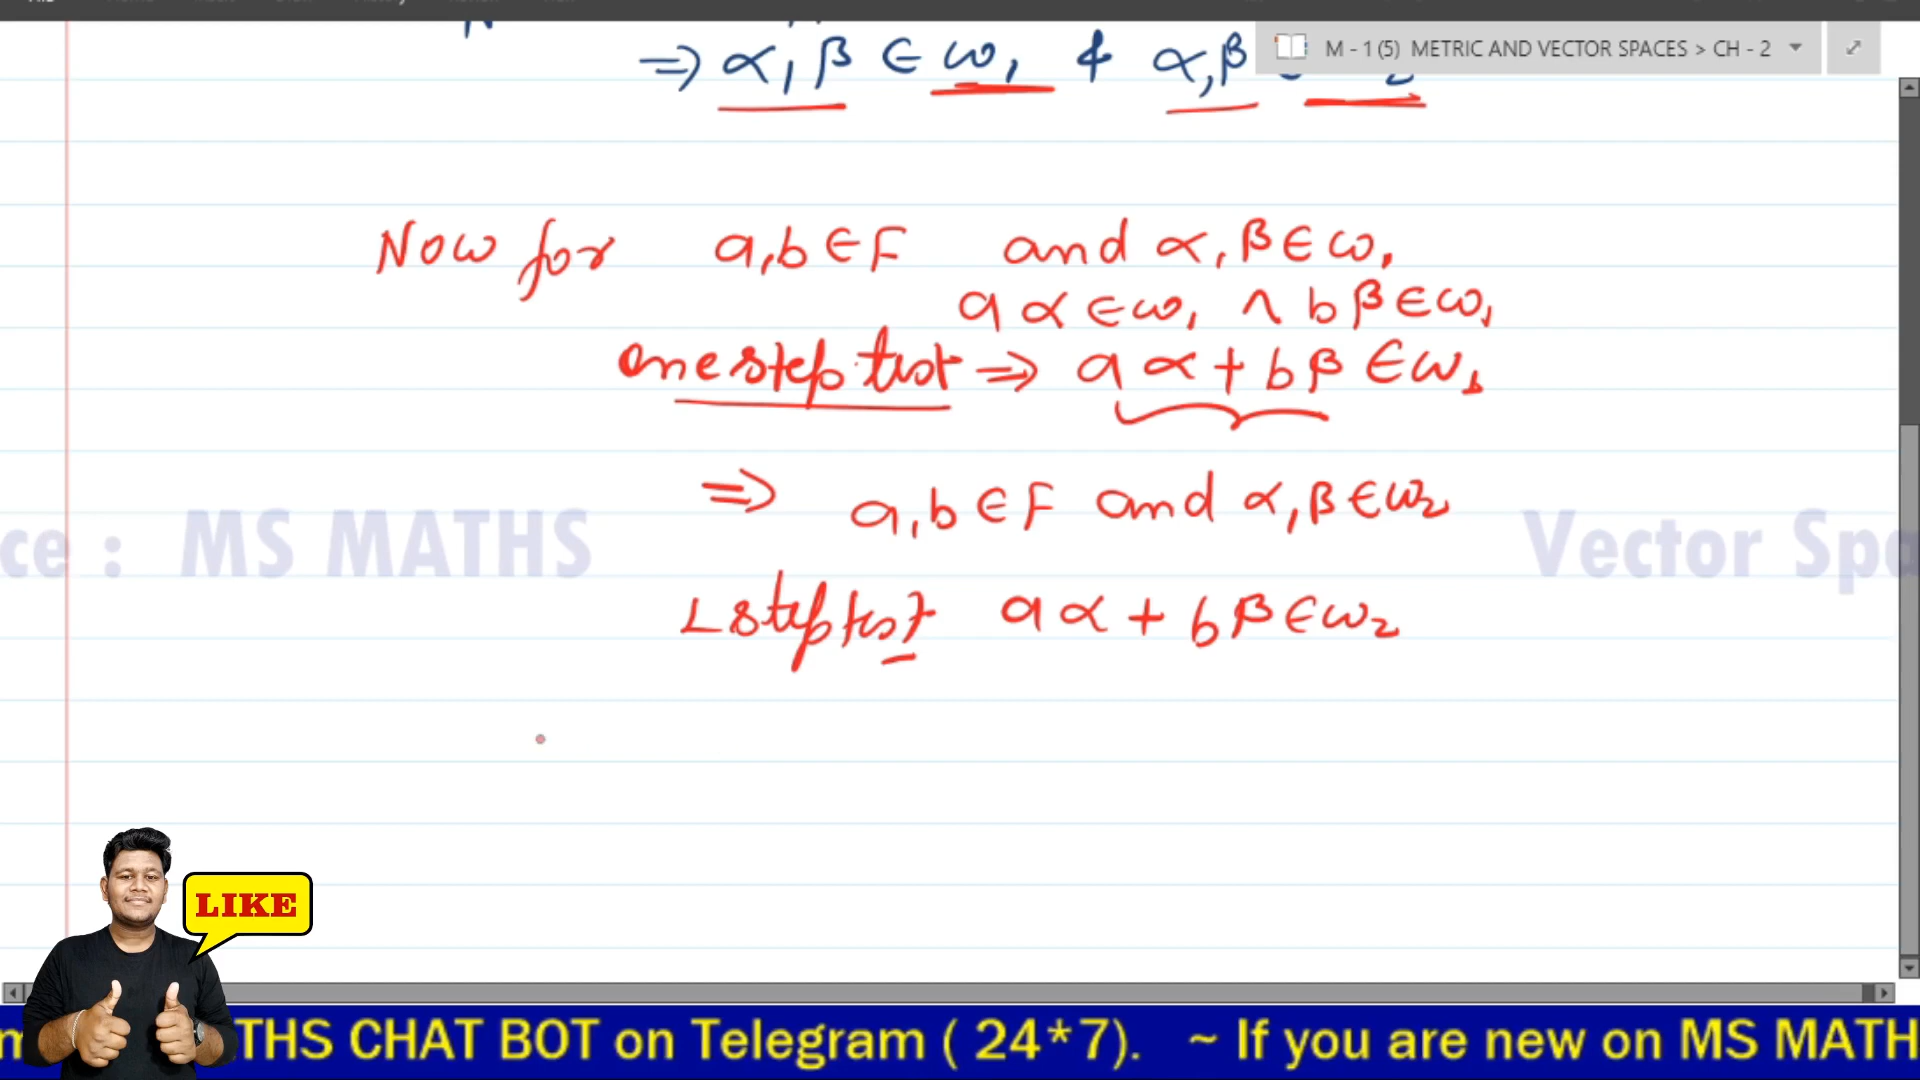 ⇒ α, β ∈ ω₁ & α, β
M - 1 (5) METRIC AND VECTOR SPACES > CH - 2
Now for a, b ∈ F and α, β ∈ ω₁
aα ∈ ω₁ ∧ bβ ∈ ω₁
one step test ⇒ aα + bβ ∈ ω₁
⇒ a, b ∈ F and α, β ∈ ω₂
ce : MS MATHS Vector Spa
1 step test aα + bβ ∈ ω₂
LIKE
THS CHAT BOT on Telegram ( 24*7). ~ If you are new on MS MATH